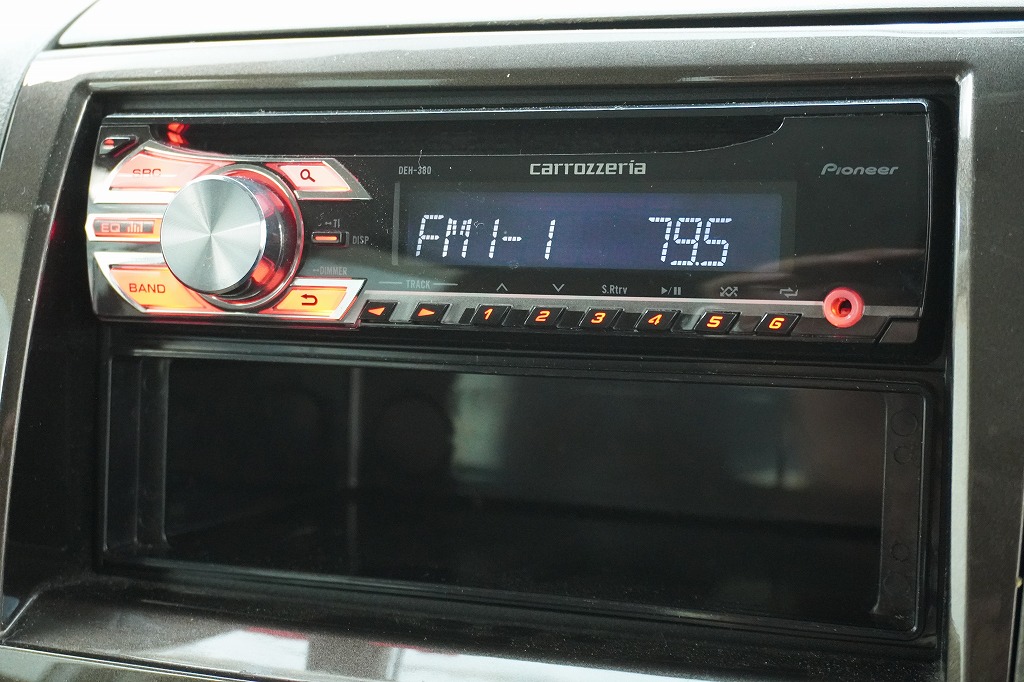 DEH-380
carrozzeria
Pioneer
SRC
EQ
DISP
DIMMER
BAND
FM1-1 79.5
TRACK
S.Rtrv
1 2 3 4 5 6